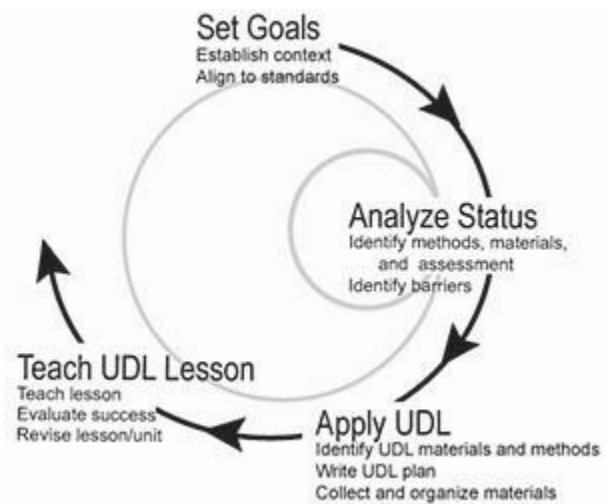 Set Goals
Establish context
Align to standards
Analyze Status
Identify methods, materials,
and assessment
Identify barriers
Teach UDL Lesson
Teach lesson
Evaluate success
Revise lesson/unit
Apply UDL
Identify UDL materials and methods
Write UDL plan
Collect and organize materials